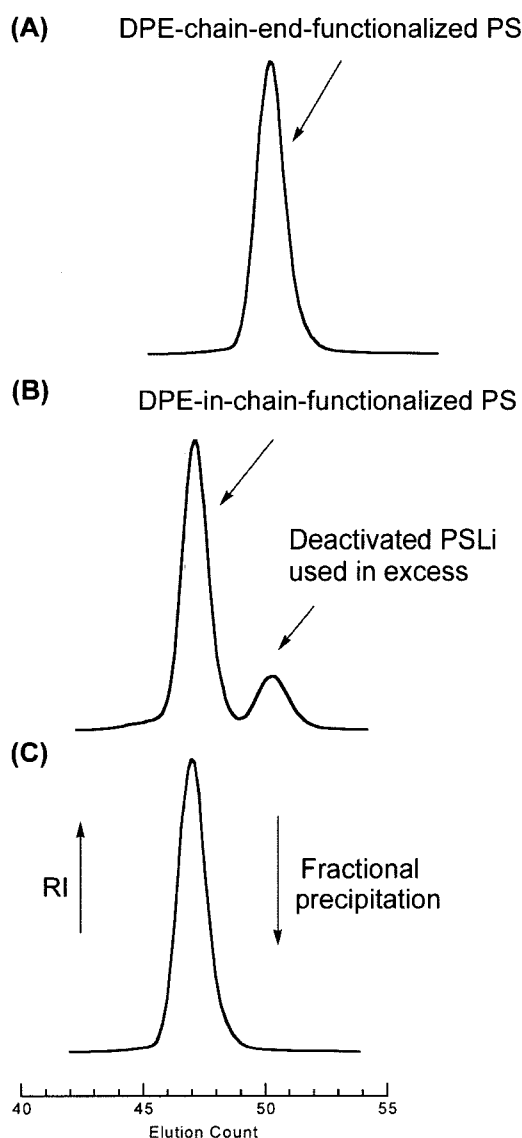 (A) DPE-chain-end-functionalized PS
(B)
DPE-in-chain-functionalized PS
Deactivated PSLi
used in excess
(C)
RI
Fractional
precipitation
40 45 50 55
Elution Count